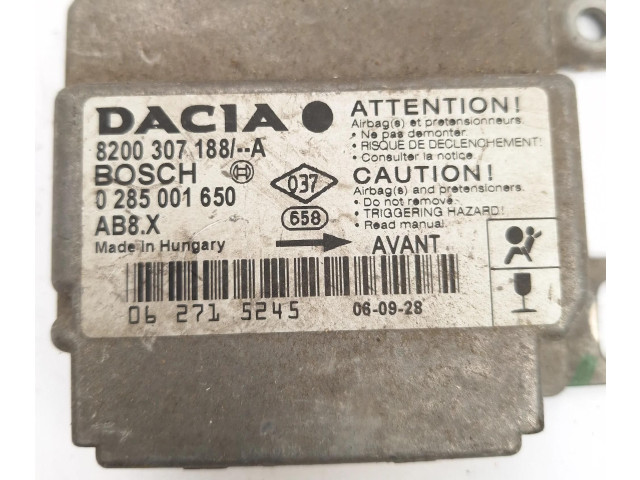 DACIA
8200 307 188/--A
BOSCH
0 285 001 650
AB8.X
Made In Hungary
037
658
ATTENTION!
Airbag(s) et pretensionneurs.
• Ne pas demonter.
• RISQUE DE DECLENCHEMENT!
• Consulter la notice.
CAUTION!
Airbag(s) and pretensioners.
• Do not remove.
• TRIGGERING HAZARD!
• Read manual.
AVANT
06 271 5245
06-09-28